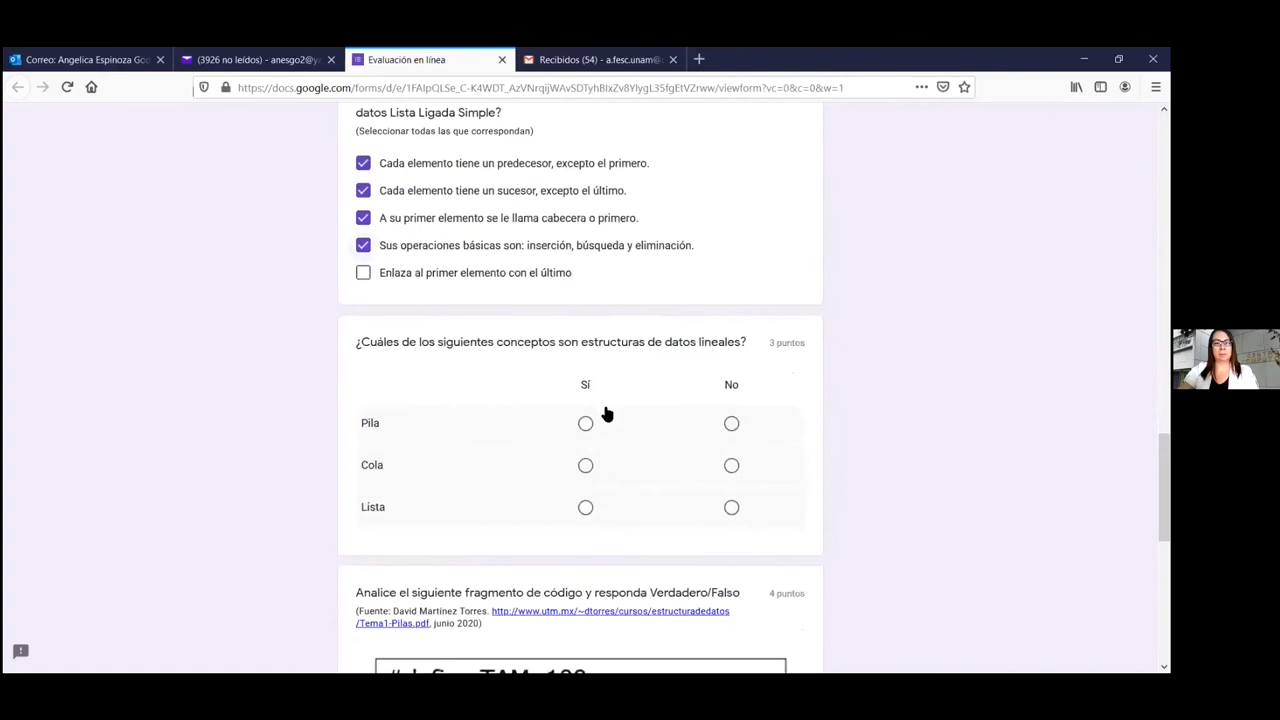 Correo: Angelica Espinoza Goc
(3926 no leídos) - anesgo2@ya
Evaluación en línea
Recibidos (54) - a.fesc.unam@c
https://docs.google.com/forms/d/e/1FAIpQLSe_C-K4WDT_AzVNrqijWAvSDTyhBIxZv8YlygL35fgEtVZrww/viewform?vc=0&c=0&w=1
datos Lista Ligada Simple?
(Seleccionar todas las que correspondan)
Cada elemento tiene un predecesor, excepto el primero.
Cada elemento tiene un sucesor, excepto el último.
A su primer elemento se le llama cabecera o primero.
Sus operaciones básicas son: inserción, búsqueda y eliminación.
Enlaza al primer elemento con el último
¿Cuáles de los siguientes conceptos son estructuras de datos lineales? 3 puntos
Sí No
Pila
Cola
Lista
Analice el siguiente fragmento de código y responda Verdadero/Falso 4 puntos
(Fuente: David Martínez Torres. http://www.utm.mx/~dtorres/cursos/estructuradedatos
/Tema1-Pilas.pdf, junio 2020)